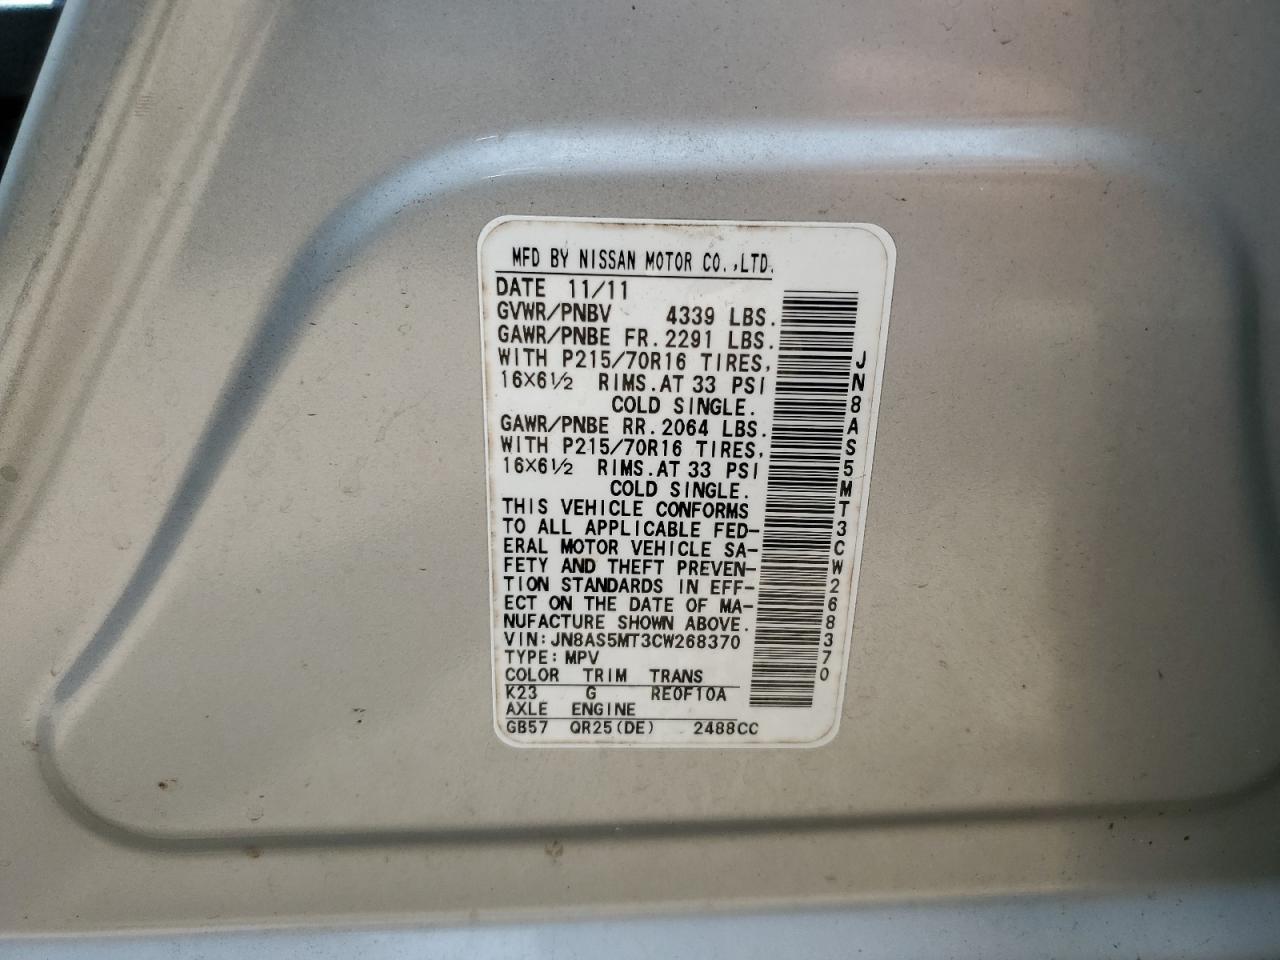 MFD BY NISSAN MOTOR CO.,LTD.
DATE 11/11
GVWR/PNBV 4339 LBS.
GAWR/PNBE FR. 2291 LBS.
WITH P215/70R16 TIRES,
16×6½ RIMS. AT 33 PSI
COLD SINGLE.
GAWR/PNBE RR. 2064 LBS.
WITH P215/70R16 TIRES,
16×6½ RIMS. AT 33 PSI
COLD SINGLE.
THIS VEHICLE CONFORMS
TO ALL APPLICABLE FED-
ERAL MOTOR VEHICLE SA-
FETY AND THEFT PREVEN-
TION STANDARDS IN EFF-
ECT ON THE DATE OF MA-
NUFACTURE SHOWN ABOVE.
VIN: JN8AS5MT3CW268370
TYPE: MPV
COLOR TRIM TRANS
K23 G RE0F10A
AXLE ENGINE
GB57 QR25(DE) 2488CC
JN8AS5MT3CW268370